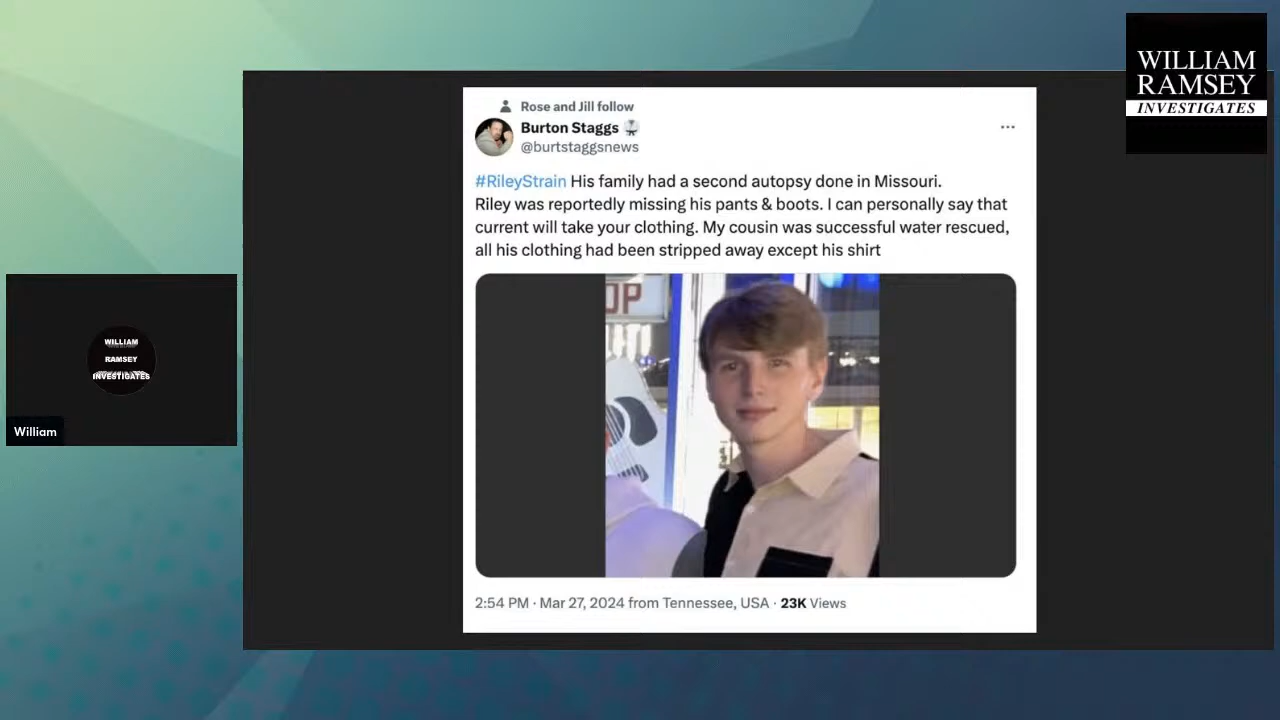 WILLIAM
RAMSEY
INVESTIGATES
Rose and Jill follow
Burton Staggs
@burtstaggsnews
#RileyStrain His family had a second autopsy done in Missouri.
Riley was reportedly missing his pants & boots. I can personally say that
current will take your clothing. My cousin was successful water rescued,
all his clothing had been stripped away except his shirt
OP
2:54 PM · Mar 27, 2024 from Tennessee, USA · 23K Views
WILLIAM
RAMSEY
INVESTIGATES
William